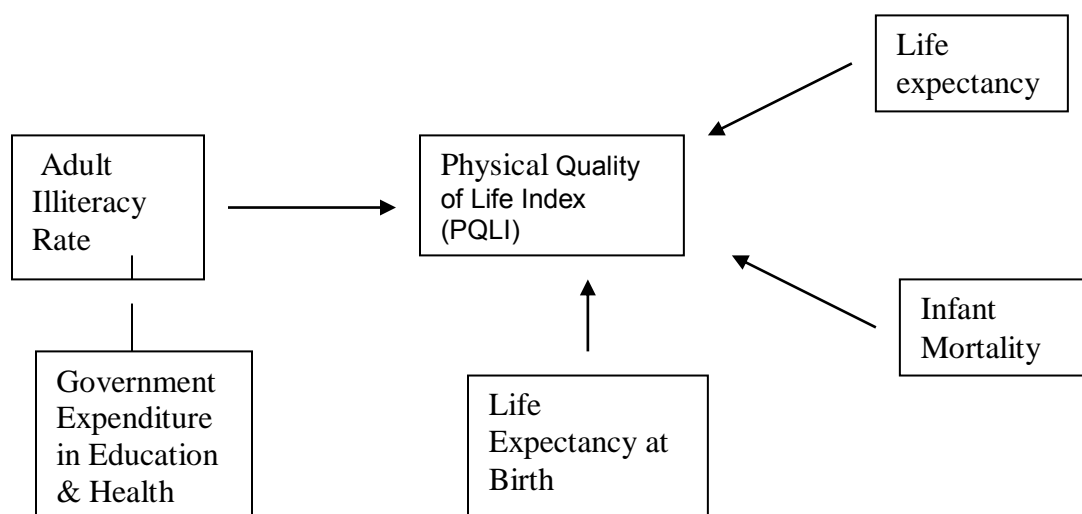 Life
expectancy
Adult
Illiteracy
Rate
Physical Quality
of Life Index
(PQLI)
Infant
Mortality
Government
Expenditure
in Education
& Health
Life
Expectancy at
Birth